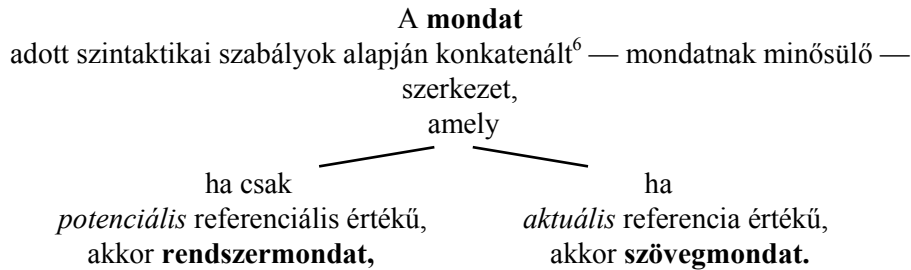 A mondat
adott szintaktikai szabályok alapján konkatenált⁶ — mondatnak minősülő —
szerkezet,
amely
ha csak
potenciális referenciális értékű,
akkor rendszermondat,
ha
aktuális referencia értékű,
akkor szövegmondat.